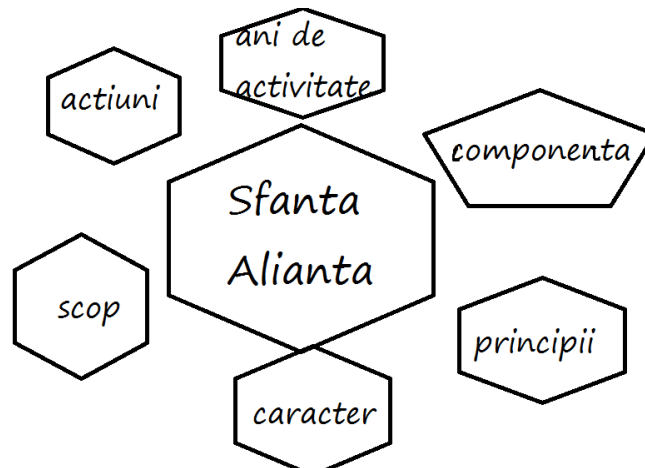 ani de
activitate
actiuni
componenta
Sfanta
Alianta
scop
principii
caracter